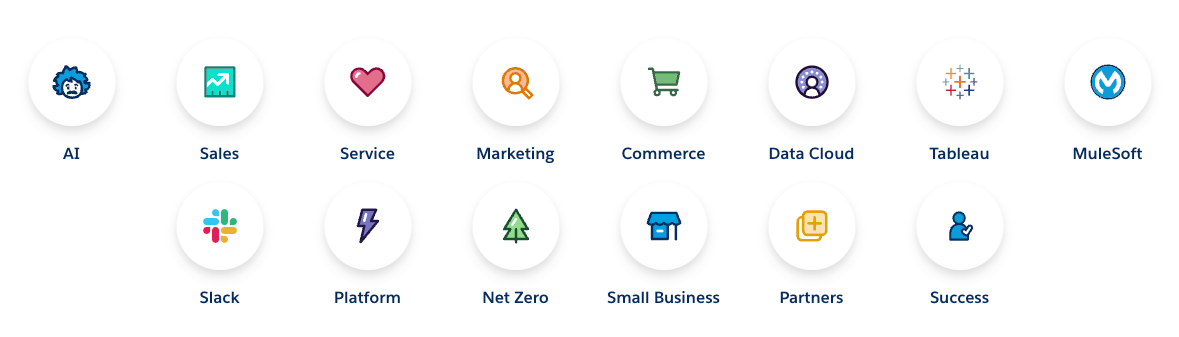 AI
Sales
Service
Marketing
Commerce
Data Cloud
Tableau
MuleSoft
Slack
Platform
Net Zero
Small Business
Partners
Success